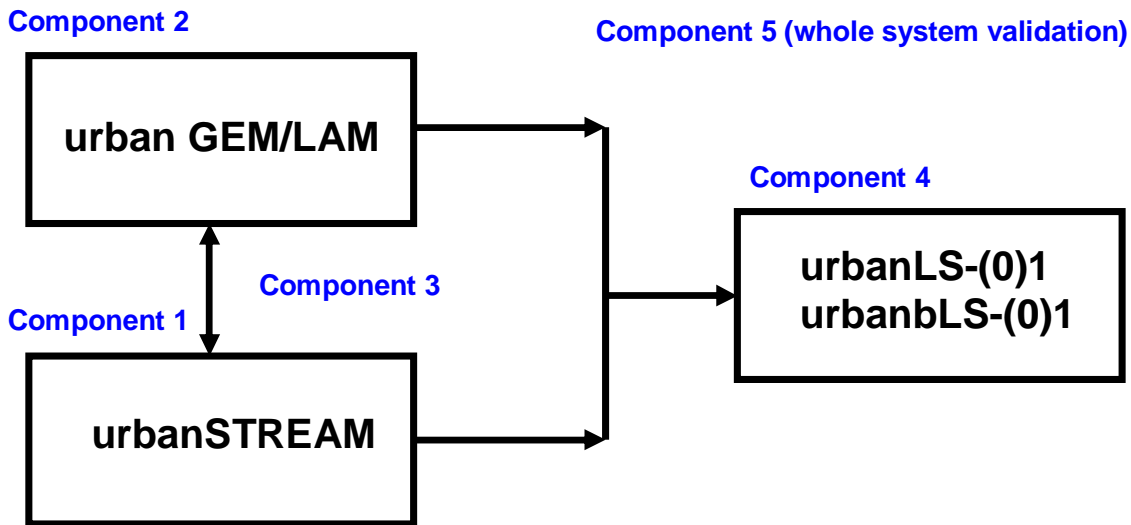 Component 2
Component 5 (whole system validation)
urban GEM/LAM
Component 4
urbanLS-(0)1
urbanbLS-(0)1
Component 3
Component 1
urbanSTREAM